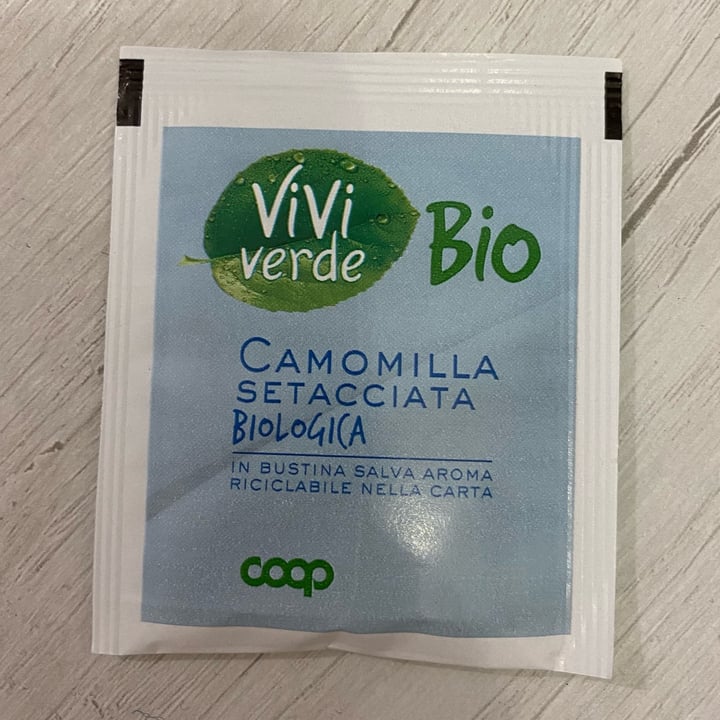 ViVi
verde
Bio
CAMOMILLA
SETACCIATA
BIOLOGICA
IN BUSTINA SALVA AROMA
RICICLABILE NELLA CARTA
coop